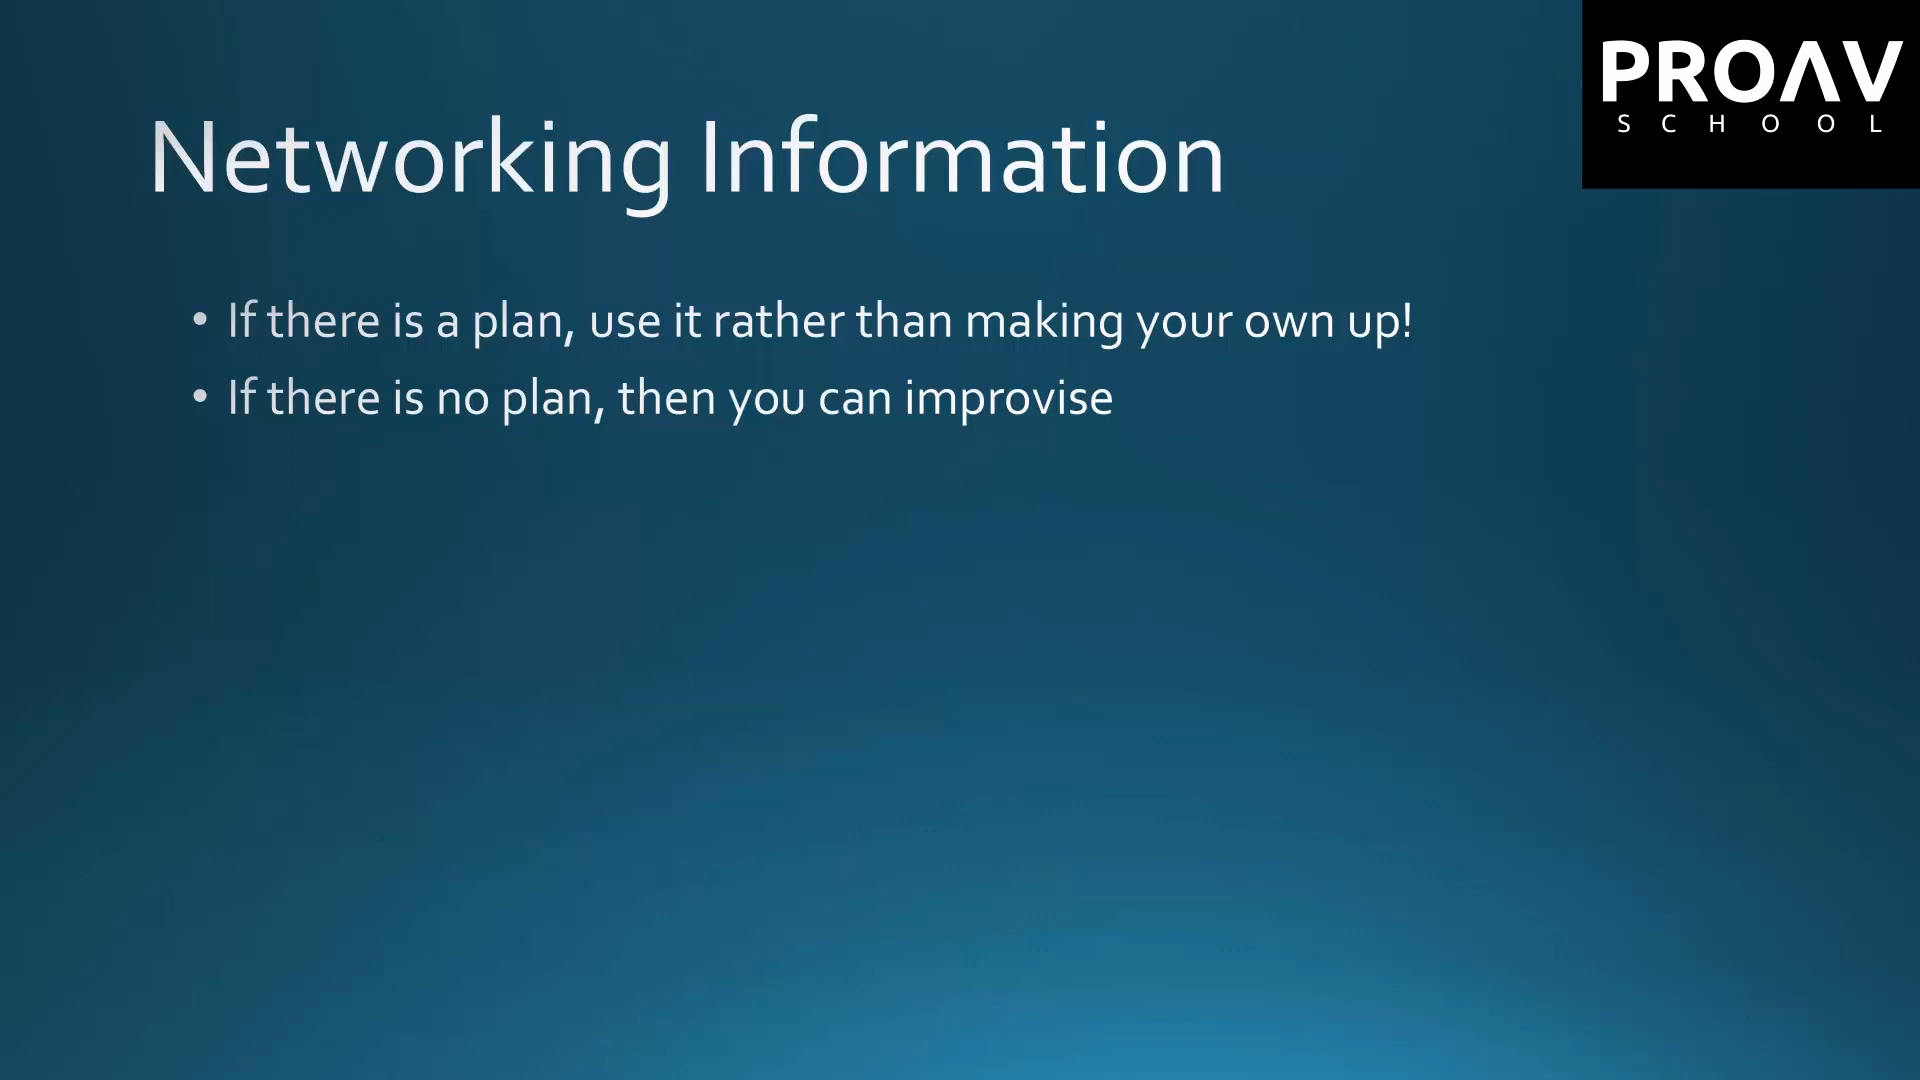 PROAV
SCHOOL
Networking Information
• If there is a plan, use it rather than making your own up!
• If there is no plan, then you can improvise